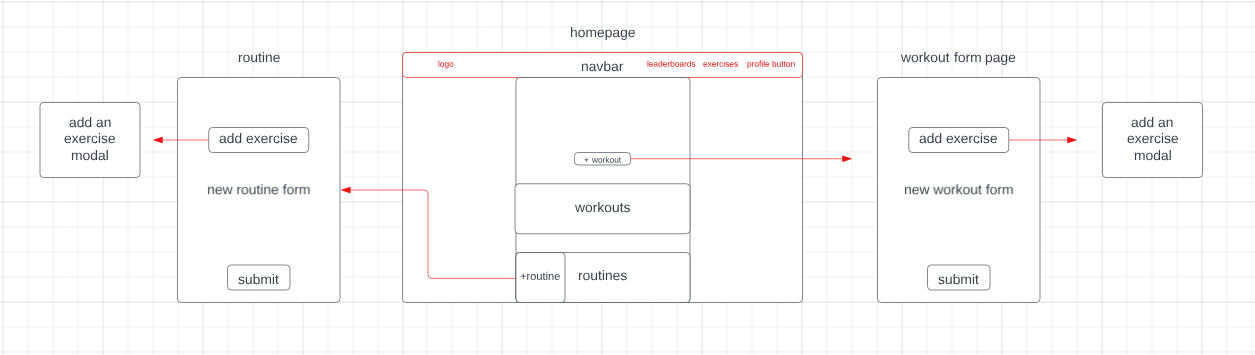 homepage
routine
workout form page
logo
navbar
leaderboards
exercises
profile button
add an
exercise
modal
add exercise
new routine form
submit
+ workout
workouts
+routine
routines
add exercise
new workout form
submit
add an
exercise
modal